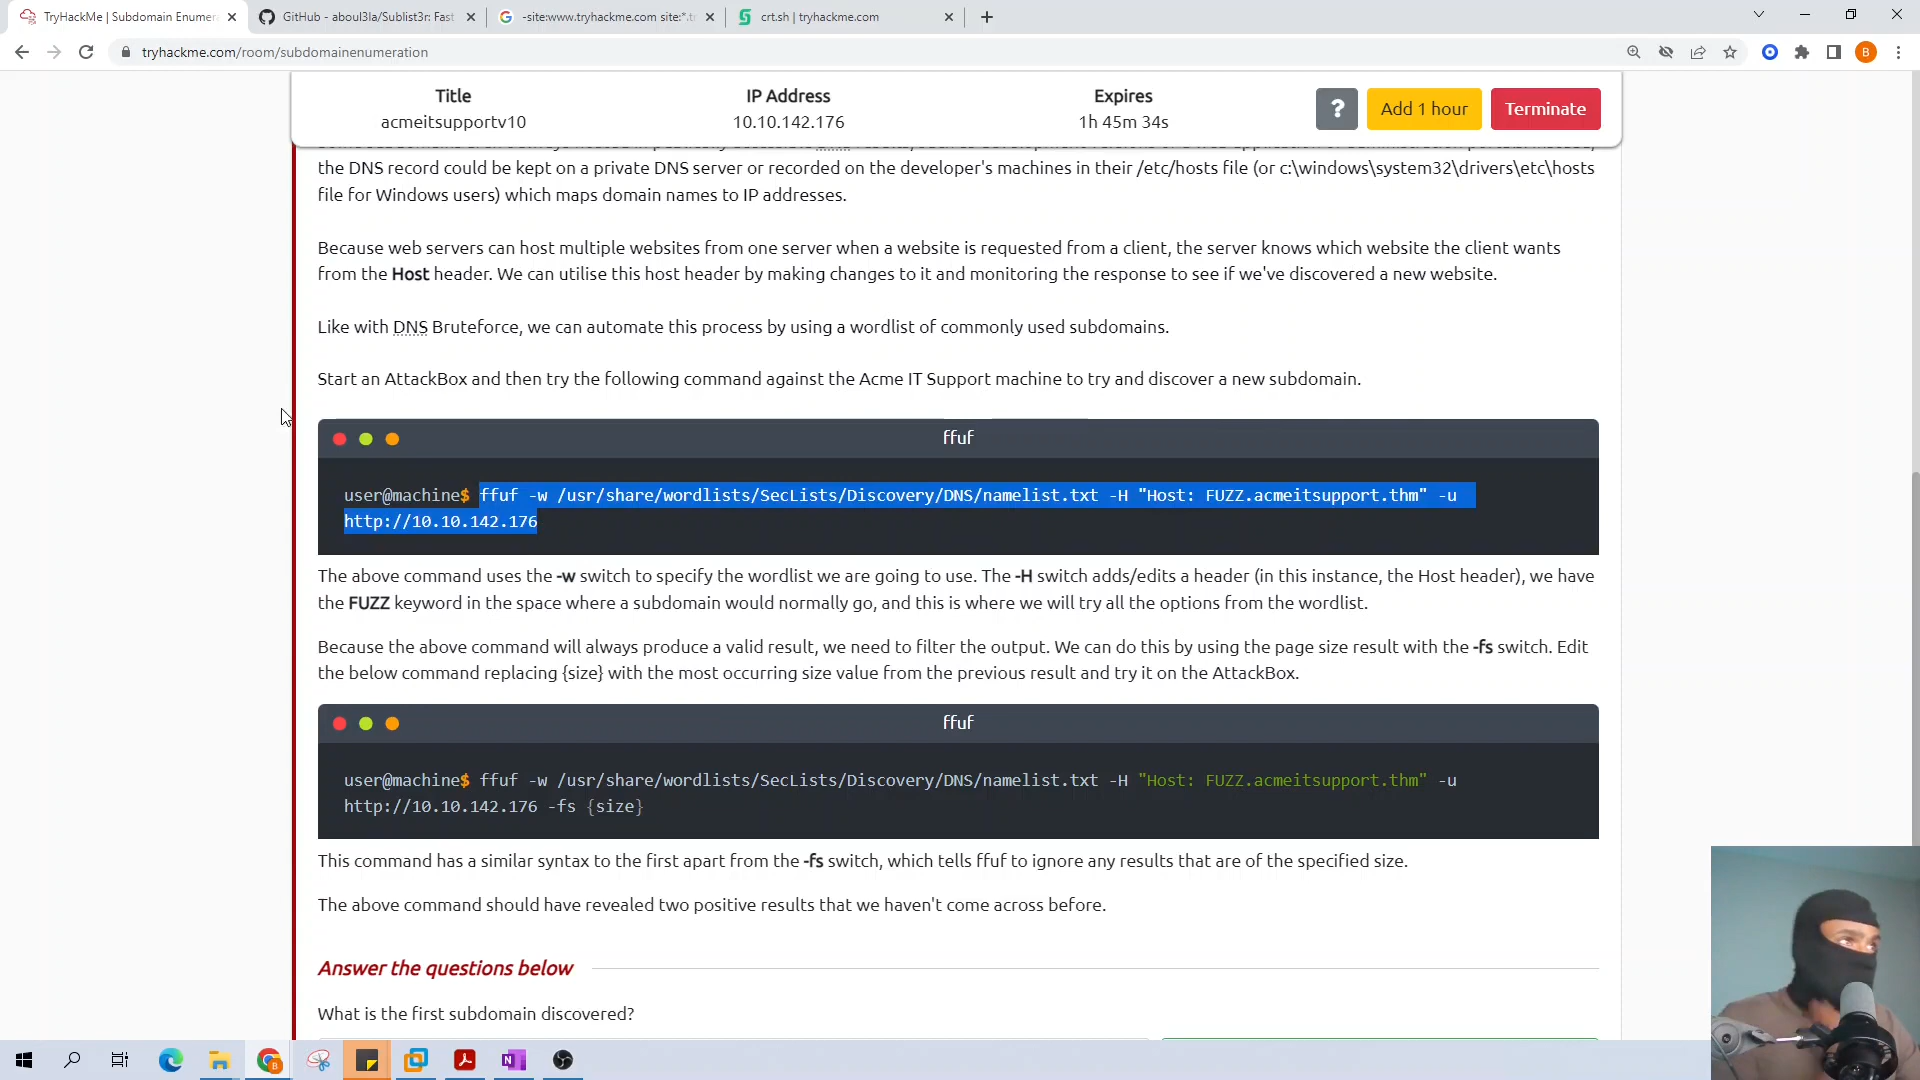 TryHackMe | Subdomain Enumer
GitHub - aboul3la/Sublist3r: Fast
-site:www.tryhackme.com site:*.t
crt.sh | tryhackme.com
tryhackme.com/room/subdomainenumeration
B
Title
IP Address
Expires
acmeitsupportv10
10.10.142.176
1h 45m 34s
?
Add 1 hour
Terminate
the DNS record could be kept on a private DNS server or recorded on the developer's machines in their /etc/hosts file (or c:\windows\system32\drivers\etc\hosts
file for Windows users) which maps domain names to IP addresses.
Because web servers can host multiple websites from one server when a website is requested from a client, the server knows which website the client wants
from the Host header. We can utilise this host header by making changes to it and monitoring the response to see if we've discovered a new website.
Like with DNS Bruteforce, we can automate this process by using a wordlist of commonly used subdomains.
Start an AttackBox and then try the following command against the Acme IT Support machine to try and discover a new subdomain.
ffuf
user@machine$ ffuf -w /usr/share/wordlists/SecLists/Discovery/DNS/namelist.txt -H "Host: FUZZ.acmeitsupport.thm" -u
http://10.10.142.176
The above command uses the -w switch to specify the wordlist we are going to use. The -H switch adds/edits a header (in this instance, the Host header), we have
the FUZZ keyword in the space where a subdomain would normally go, and this is where we will try all the options from the wordlist.
Because the above command will always produce a valid result, we need to filter the output. We can do this by using the page size result with the -fs switch. Edit
the below command replacing {size} with the most occurring size value from the previous result and try it on the AttackBox.
ffuf
user@machine$ ffuf -w /usr/share/wordlists/SecLists/Discovery/DNS/namelist.txt -H "Host: FUZZ.acmeitsupport.thm" -u
http://10.10.142.176 -fs {size}
This command has a similar syntax to the first apart from the -fs switch, which tells ffuf to ignore any results that are of the specified size.
The above command should have revealed two positive results that we haven't come across before.
Answer the questions below
What is the first subdomain discovered?